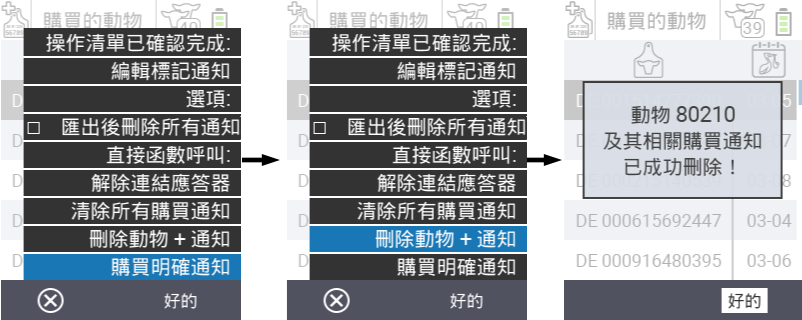 購買的動物
40
操作清單已確認完成:
編輯標記通知
選項:
□ 匯出後刪除所有通知
直接函數呼叫:
解除連結應答器
清除所有購買通知
刪除動物 + 通知
購買明確通知
好的
購買的動物
40
操作清單已確認完成:
編輯標記通知
選項:
□ 匯出後刪除所有通知
直接函數呼叫:
解除連結應答器
清除所有購買通知
刪除動物 + 通知
購買明確通知
好的
購買的動物
39
動物 80210
及其相關購買通知
已成功刪除！
DE 000615692447 03-04
DE 000916480395 03-06
好的